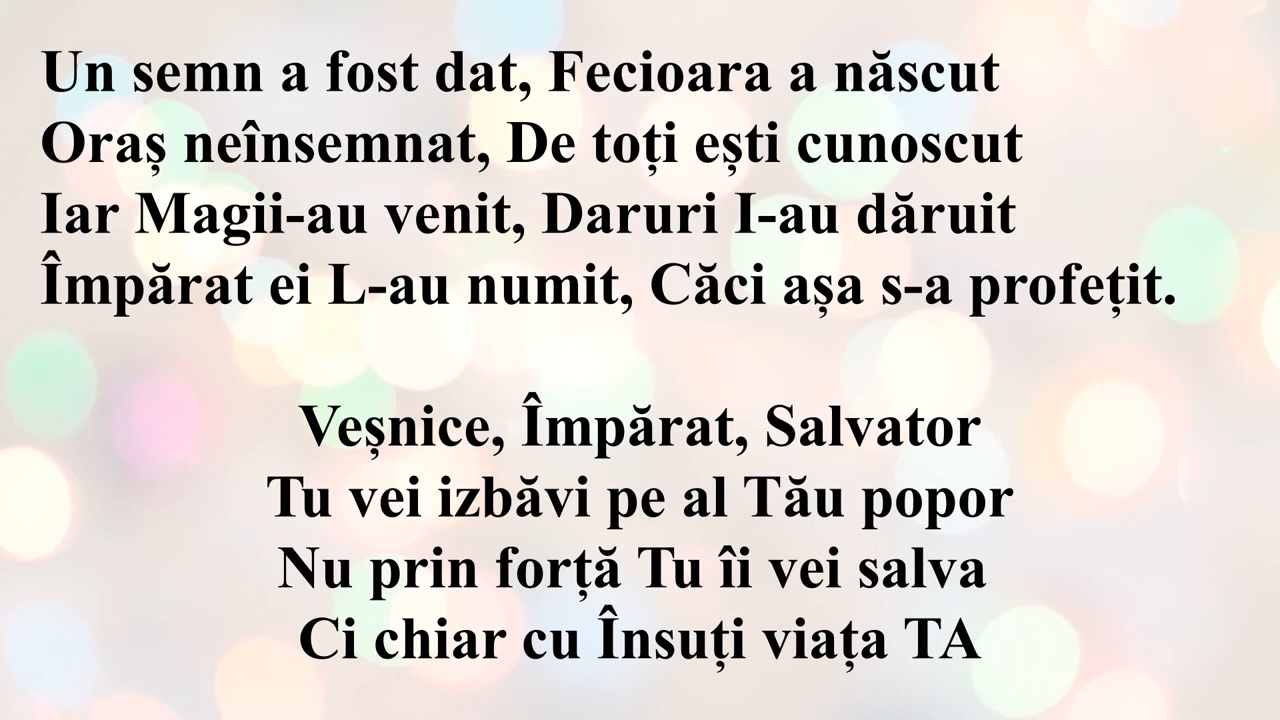 Un semn a fost dat, Fecioara a născut
Oraș neînsemnat, De toți ești cunoscut
Iar Magii-au venit, Daruri I-au dăruit
Împărat ei L-au numit, Căci așa s-a profețit.
Veșnice, Împărat, Salvator
Tu vei izbăvi pe al Tău popor
Nu prin forță Tu îi vei salva
Ci chiar cu Însuți viața TA